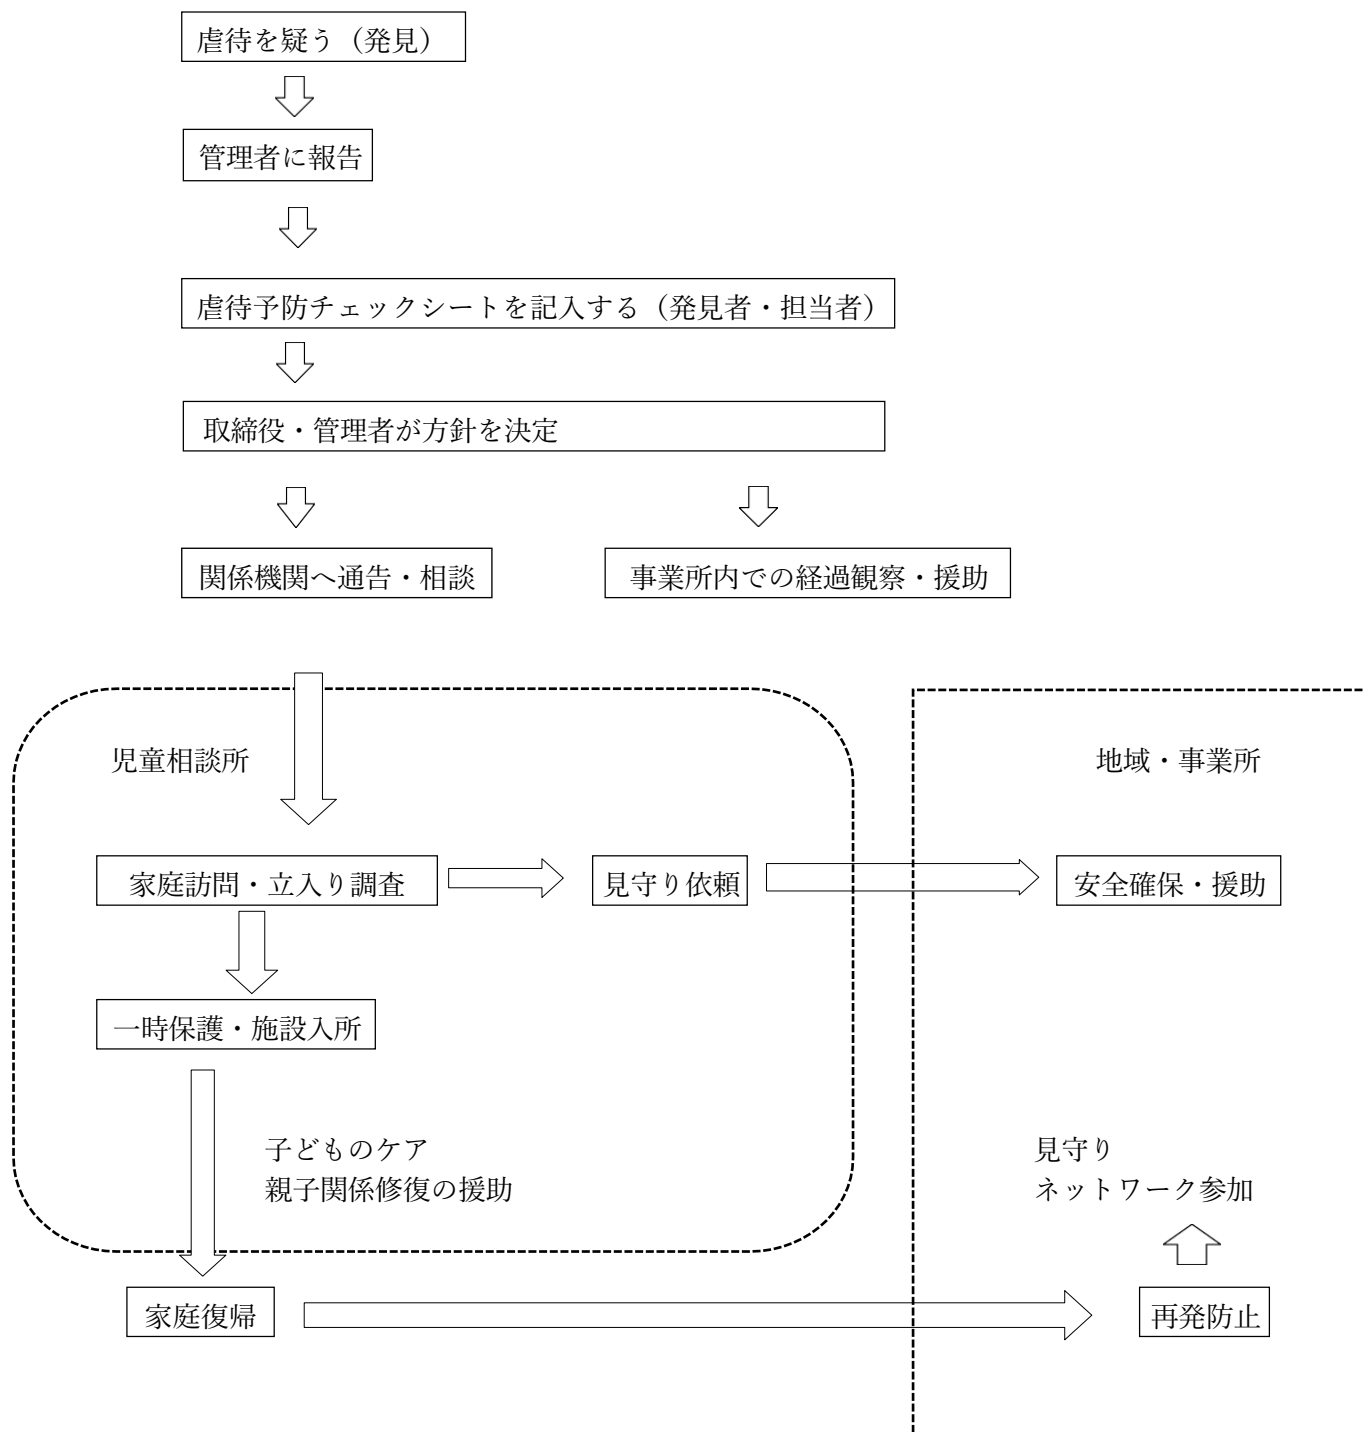 虐待を疑う（発見）
管理者に報告
虐待予防チェックシートを記入する（発見者・担当者）
取締役・管理者が方針を決定
関係機関へ通告・相談
事業所内での経過観察・援助
児童相談所
地域・事業所
家庭訪問・立入り調査
見守り依頼
安全確保・援助
一時保護・施設入所
子どものケア
親子関係修復の援助
見守り
ネットワーク参加
家庭復帰
再発防止